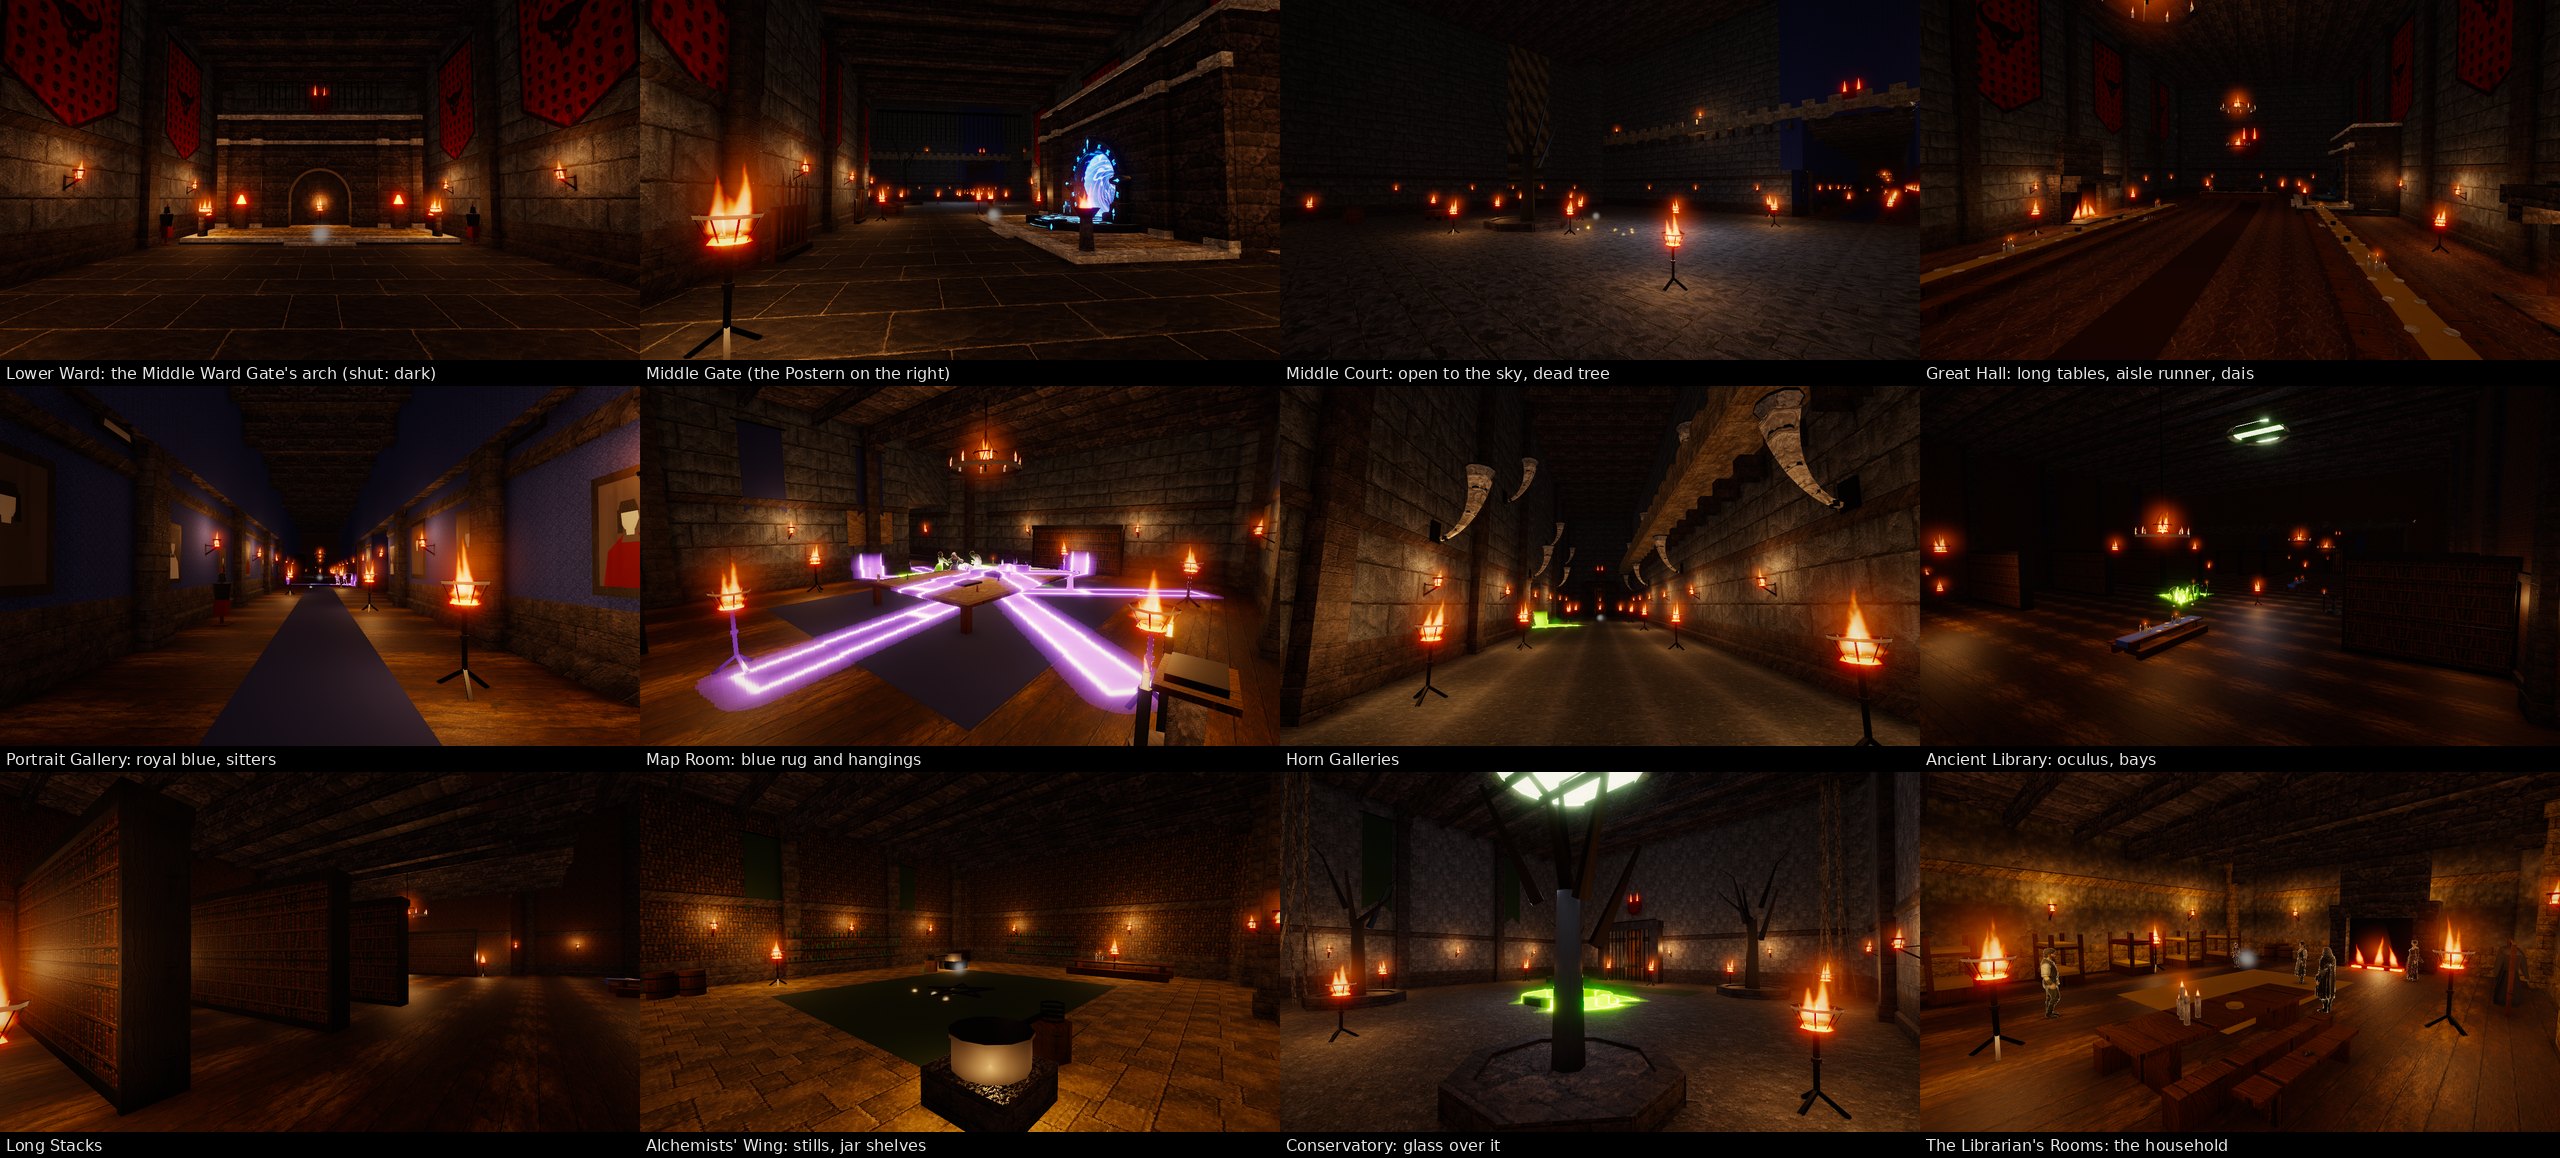 Lower Ward: the Middle Ward Gate's arch (shut: dark)
Middle Gate (the Postern on the right)
Middle Court: open to the sky, dead tree
Great Hall: long tables, aisle runner, dais
Portrait Gallery: royal blue, sitters
Map Room: blue rug and hangings
Horn Galleries
Ancient Library: oculus, bays
Long Stacks
Alchemists' Wing: stills, jar shelves
Conservatory: glass over it
The Librarian's Rooms: the household